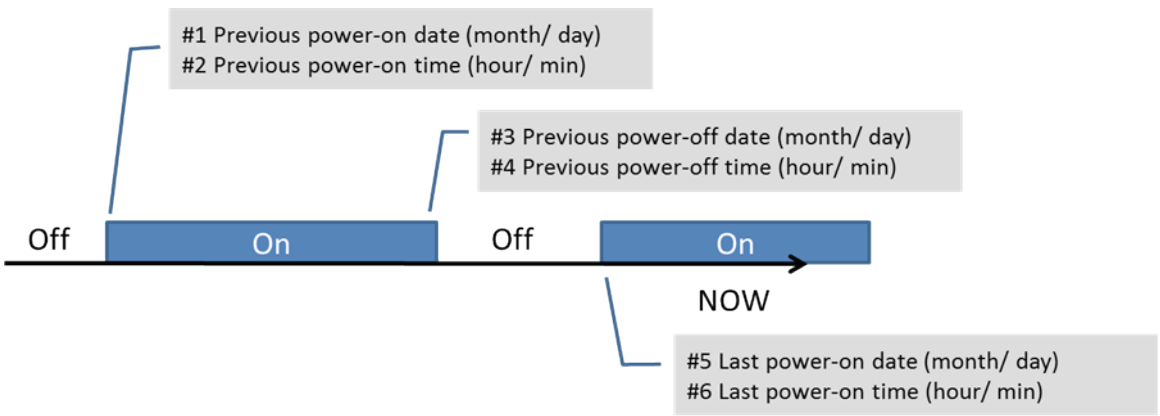 #1 Previous power-on date (month/ day)
#2 Previous power-on time (hour/ min)
#3 Previous power-off date (month/ day)
#4 Previous power-off time (hour/ min)
Off
On
Off
On
NOW
#5 Last power-on date (month/ day)
#6 Last power-on time (hour/ min)